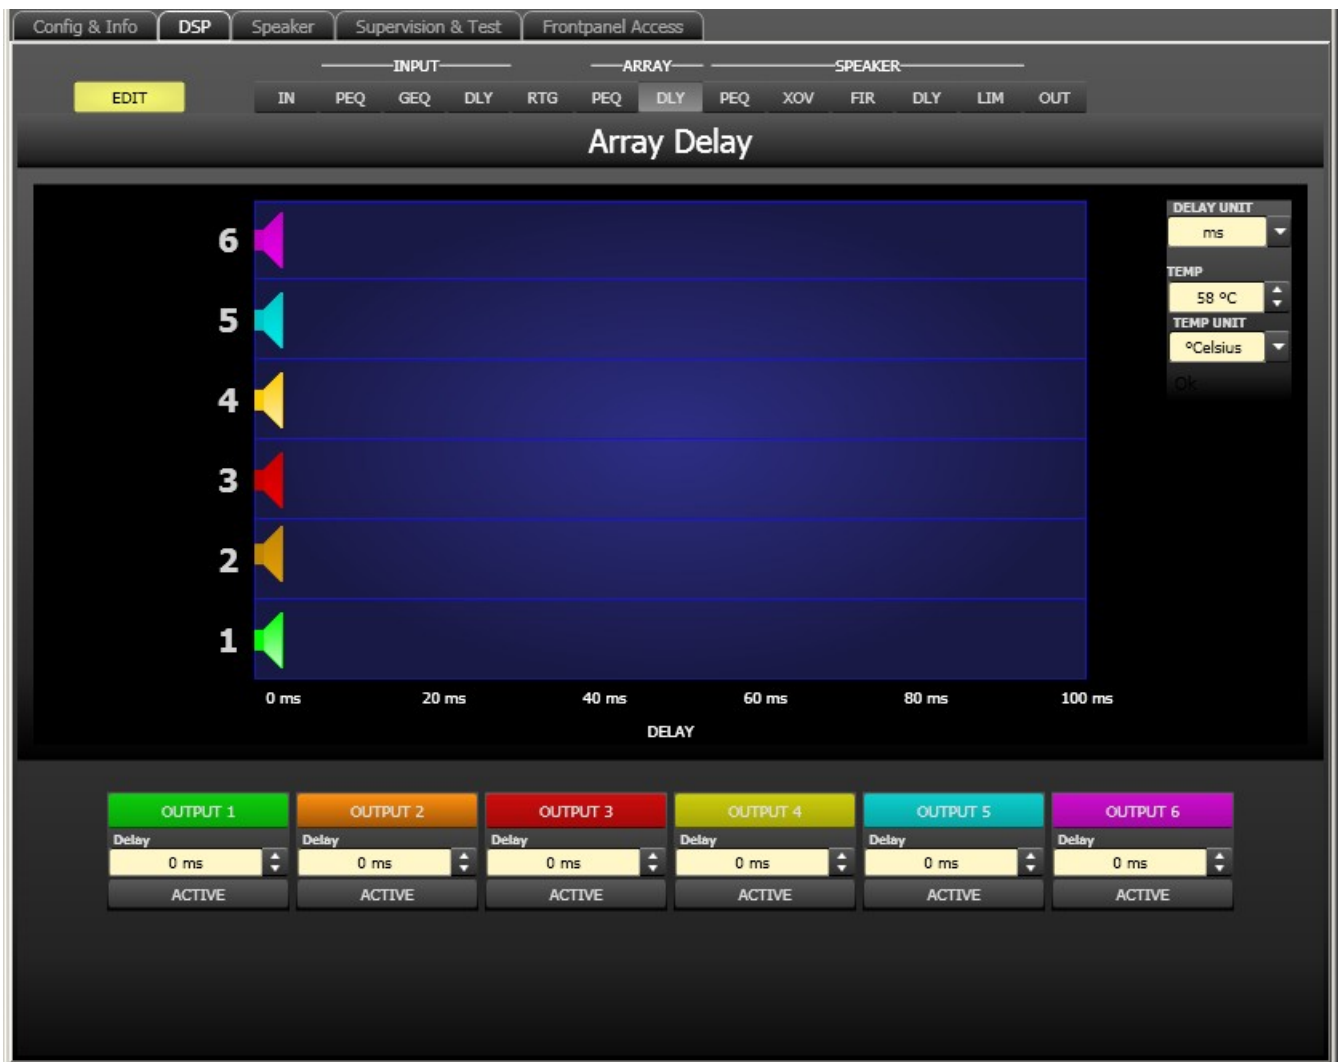 Config & Info DSP Speaker Supervision & Test Frontpanel Access
INPUT ARRAY SPEAKER
EDIT IN PEQ GEQ DLY RTG PEQ DLY PEQ XOV FIR DLY LIM OUT
Array Delay
DELAY UNIT
ms
6
TEMP
58 °C
5
TEMP UNIT
°Celsius
Ok
4
3
2
1
0 ms 20 ms 40 ms 60 ms 80 ms 100 ms
DELAY
OUTPUT 1 OUTPUT 2 OUTPUT 3 OUTPUT 4 OUTPUT 5 OUTPUT 6
Delay Delay Delay Delay Delay Delay
0 ms 0 ms 0 ms 0 ms 0 ms 0 ms
ACTIVE ACTIVE ACTIVE ACTIVE ACTIVE ACTIVE